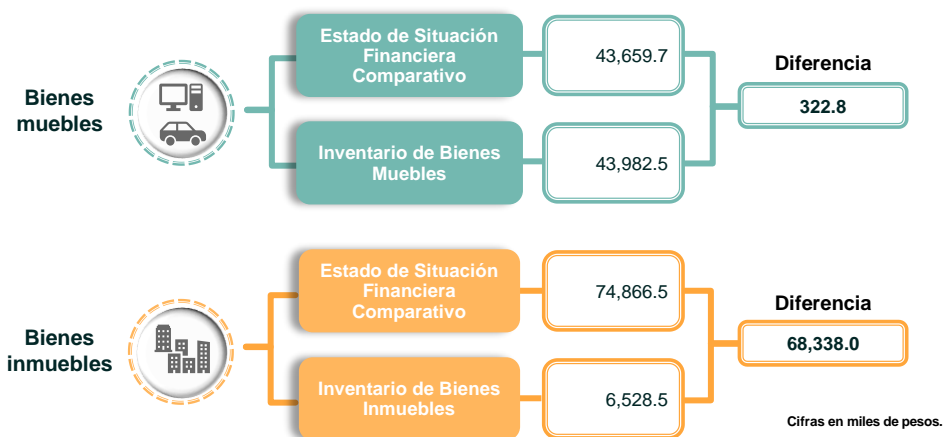 Bienes
muebles
Estado de Situación
Financiera
Comparativo
43,659.7
Inventario de Bienes
Muebles
43,982.5
Diferencia
322.8
Bienes
inmuebles
Estado de Situación
Financiera
Comparativo
74,866.5
Inventario de Bienes
Inmuebles
6,528.5
Diferencia
68,338.0
Cifras en miles de pesos.